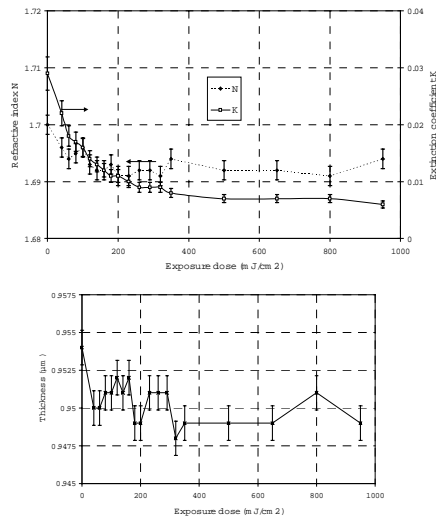 1.72
1.71
1.7
1.69
1.68
Refractive index N
0.04
0.03
0.02
0.01
0
Extinction coefficient K
N
K
0 200 400 600 800 1000
Exposure dose (mJ/cm2)
0.9575
0.955
0.9525
0.95
0.9475
0.945
Thickness (µm)
0 200 400 600 800 1000
Exposure dose (mJ/cm2)